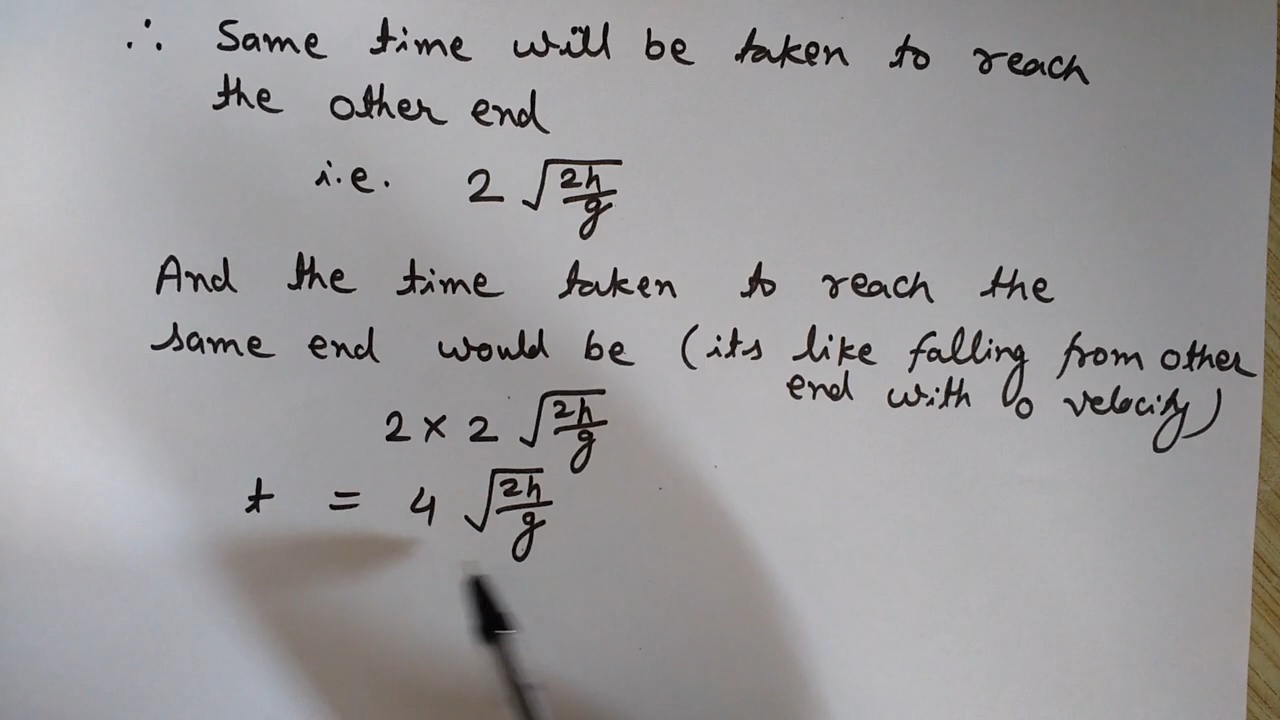 ∴ Same time will be taken to reach
the other end
i.e. 2 √(2h/g)
And the time taken to reach the
same end would be (its like falling from other
end with 0 velocity)
2 × 2 √(2h/g)
t = 4 √(2h/g)